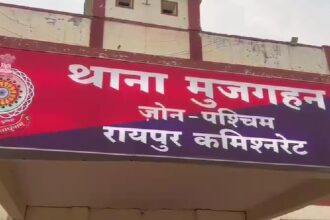 थाना मुजगहन
ज़ोन-पश्चिम
रायपुर कमिश्नरेट